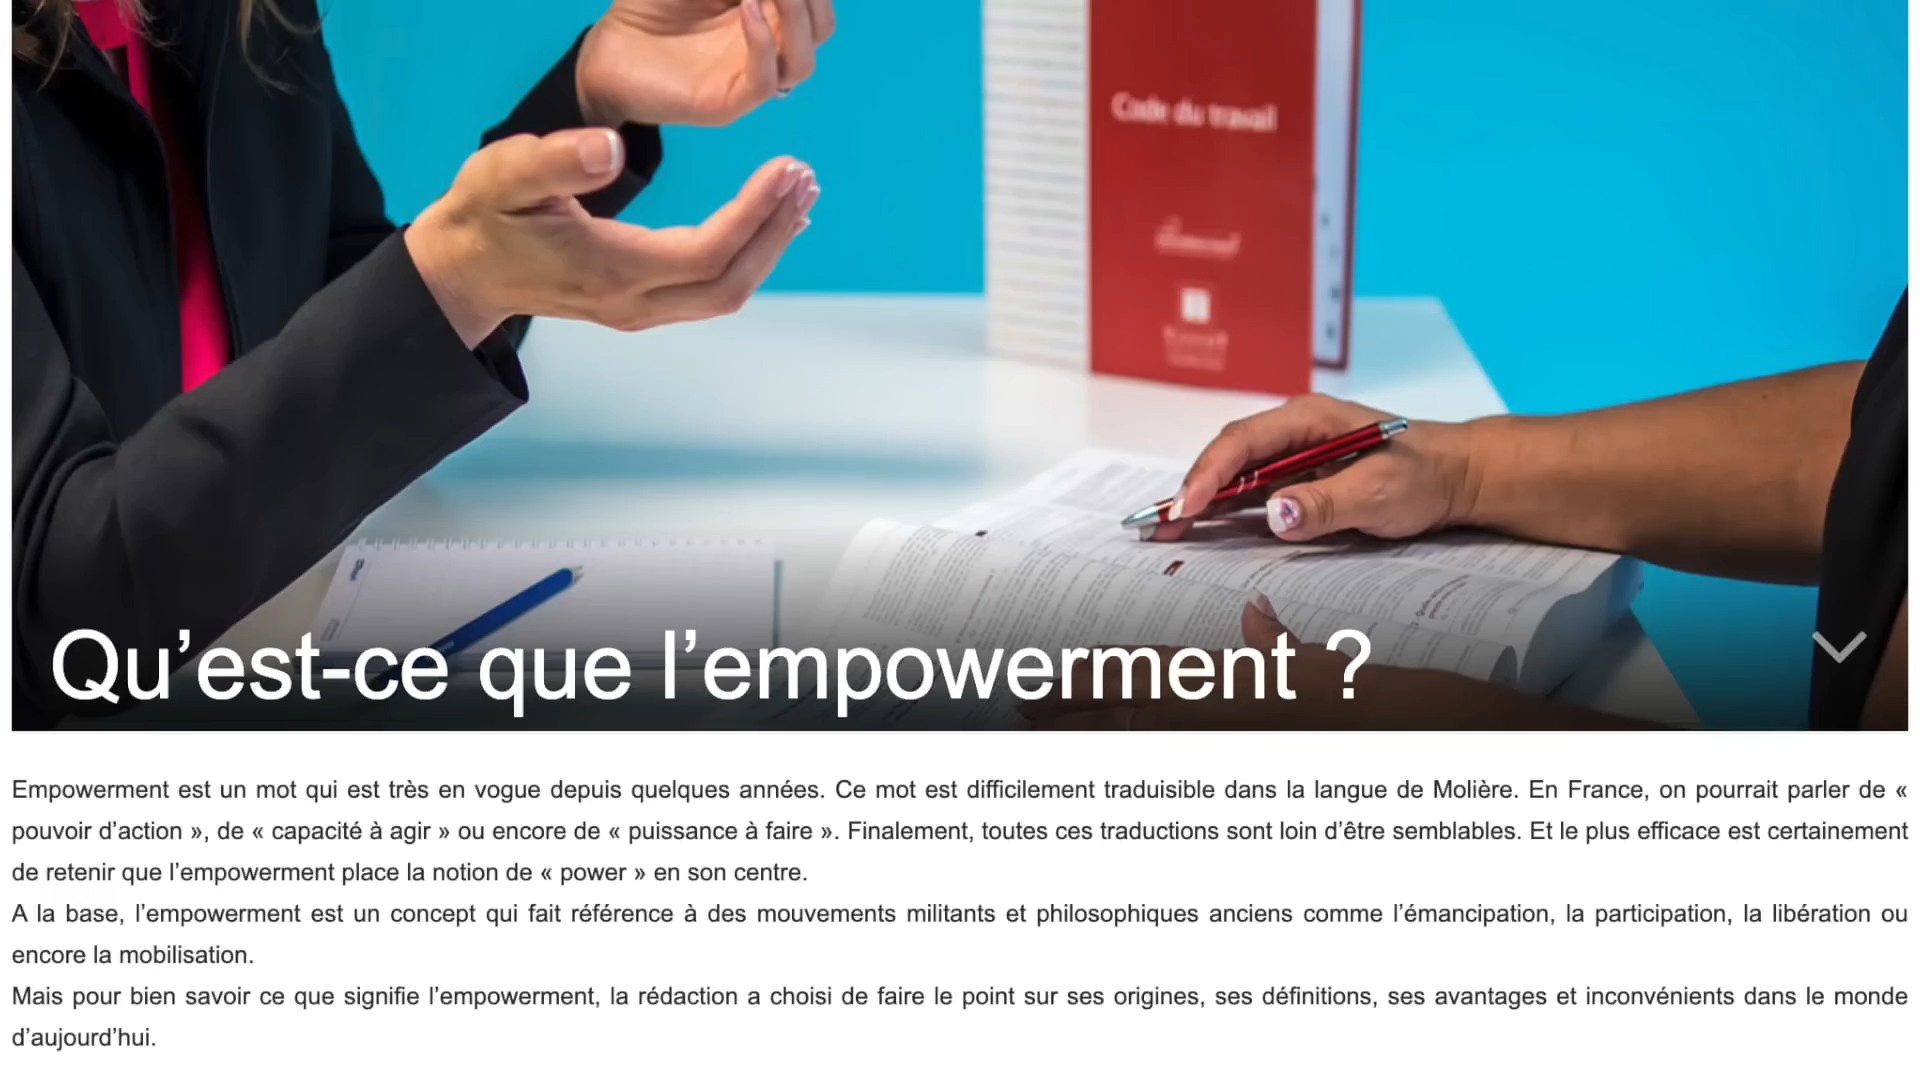 Code du travail
Qu’est-ce que l’empowerment ?
Empowerment est un mot qui est très en vogue depuis quelques années. Ce mot est difficilement traduisible dans la langue de Molière. En France, on pourrait parler de «
pouvoir d’action », de « capacité à agir » ou encore de « puissance à faire ». Finalement, toutes ces traductions sont loin d’être semblables. Et le plus efficace est certainement
de retenir que l’empowerment place la notion de « power » en son centre.
A la base, l’empowerment est un concept qui fait référence à des mouvements militants et philosophiques anciens comme l’émancipation, la participation, la libération ou
encore la mobilisation.
Mais pour bien savoir ce que signifie l’empowerment, la rédaction a choisi de faire le point sur ses origines, ses définitions, ses avantages et inconvénients dans le monde
d’aujourd’hui.